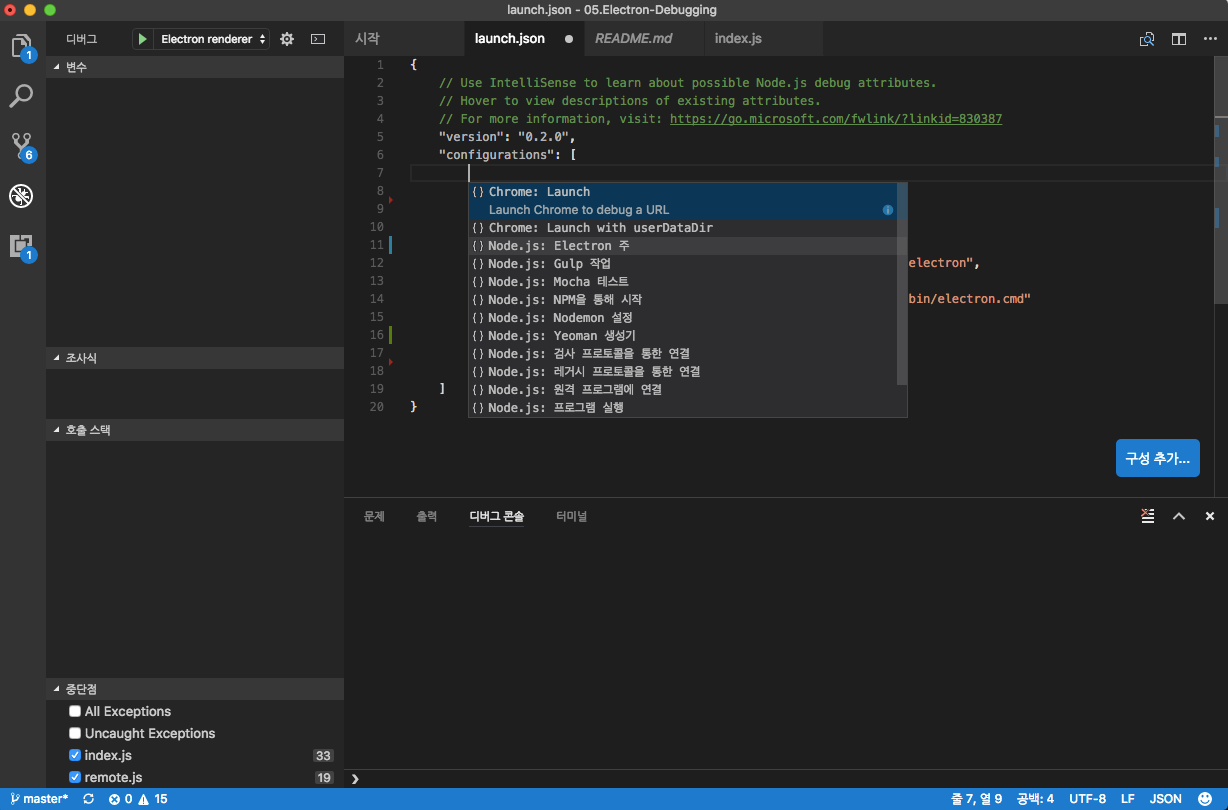 launch.json - 05.Electron-Debugging
디버그
Electron renderer
시작
launch.json
README.md
index.js
1
변수
1 {
2 // Use IntelliSense to learn about possible Node.js debug attributes.
3 // Hover to view descriptions of existing attributes.
4 // For more information, visit: https://go.microsoft.com/fwlink/?linkid=830387
5 "version": "0.2.0",
6 "configurations": [
7
8
9
10
11
12 electron",
13
14 bin/electron.cmd"
15
16
17
18
19 ]
20 }
{} Chrome: Launch
Launch Chrome to debug a URL
{} Chrome: Launch with userDataDir
{} Node.js: Electron 주
{} Node.js: Gulp 작업
{} Node.js: Mocha 테스트
{} Node.js: NPM을 통해 시작
{} Node.js: Nodemon 설정
{} Node.js: Yeoman 생성기
{} Node.js: 검사 프로토콜을 통한 연결
{} Node.js: 레거시 프로토콜을 통한 연결
{} Node.js: 원격 프로그램에 연결
{} Node.js: 프로그램 실행
6
1
조사식
호출 스택
구성 추가...
문제
출력
디버그 콘솔
터미널
중단점
All Exceptions
Uncaught Exceptions
index.js 33
remote.js 19
master* 0 15 줄 7, 열 9 공백: 4 UTF-8 LF JSON